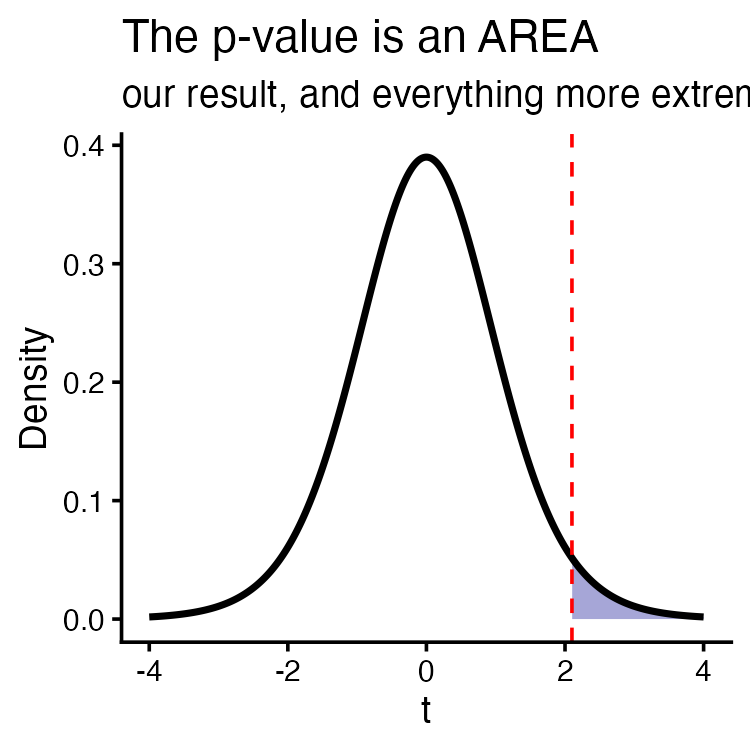 The p-value is an AREA
our result, and everything more extrem
0.4
0.3
0.2
0.1
0.0
Density
-4 -2 0 2 4
t